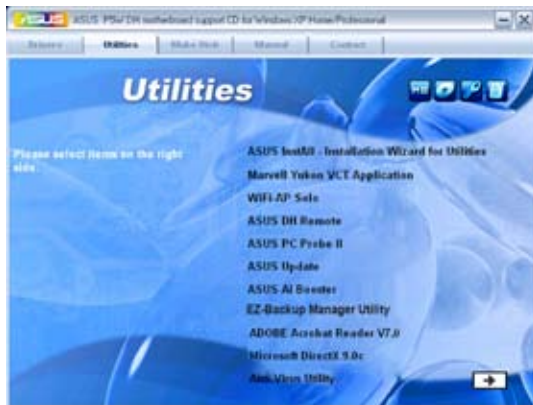 ASUS P5W DH motherboard support CD for Windows XP Home/Professional
Drivers Utilities Make Disk Manual Contact
Utilities
Please select items on the right side.
ASUS InstAll - Installation Wizard for Utilities
Marvell Yukon VCT Application
WiFi-AP Solo
ASUS DH Remote
ASUS PC Probe II
ASUS Update
ASUS AI Booster
EZ-Backup Manager Utility
ADOBE Acrobat Reader V7.0
Microsoft DirectX 9.0c
Anti-Virus Utility